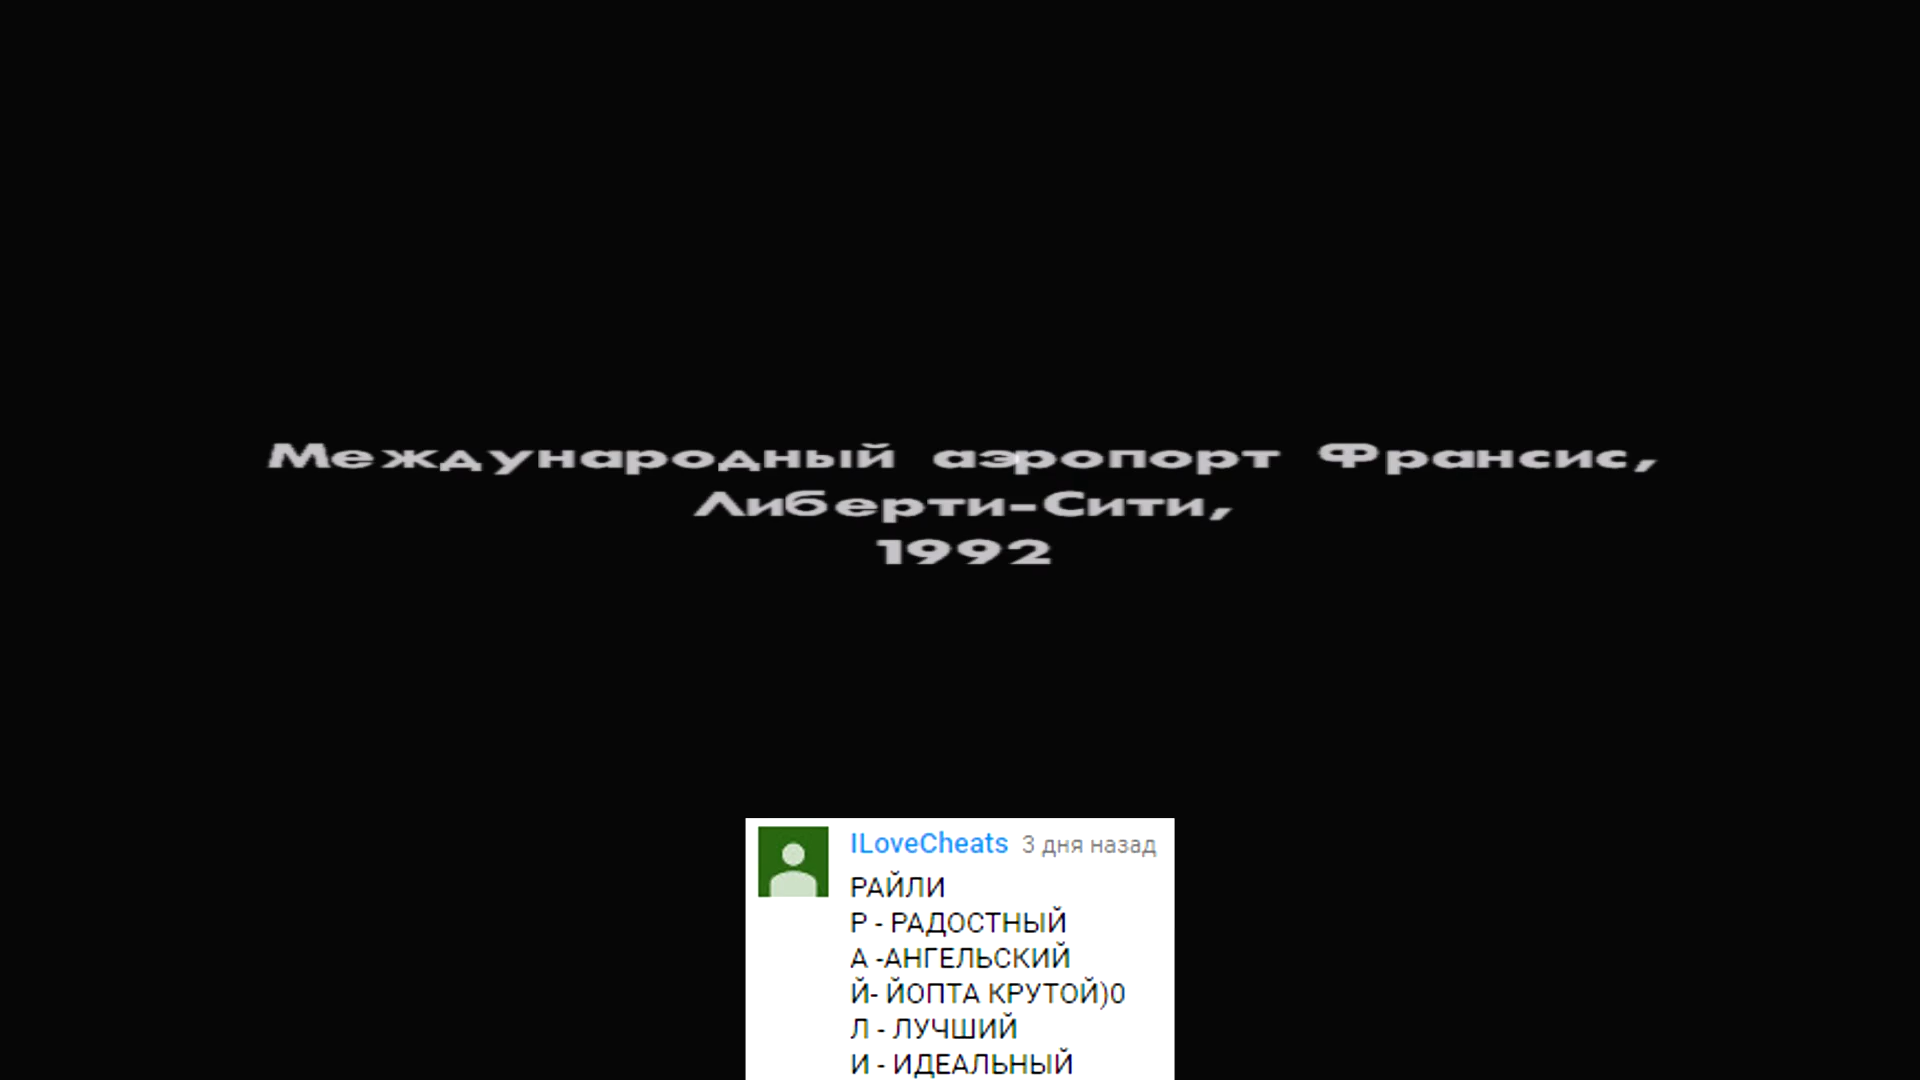 Международный аэропорт Франсис,
Либерти-Сити,
1992
ILoveCheats 3 дня назад
РАЙЛИ
Р - РАДОСТНЫЙ
А -АНГЕЛЬСКИЙ
Й- ЙОПТА КРУТОЙ)0
Л - ЛУЧШИЙ
И - ИДЕАЛЬНЫЙ